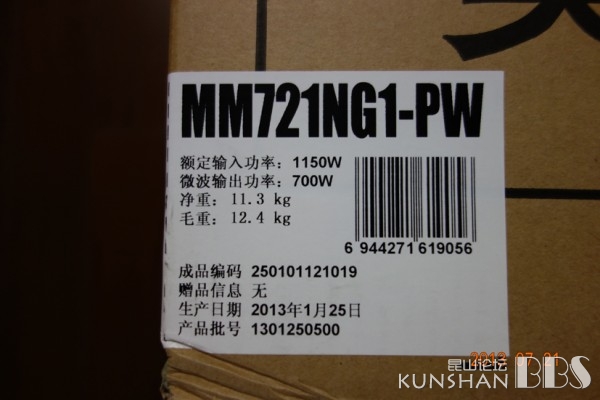 MM721NG1-PW
额定输入功率：1150W
微波输出功率：700W
净重：11.3 kg
毛重：12.4 kg
6 944271 619056
成品编码 250101121019
赠品信息 无
生产日期 2013年1月25日
产品批号 1301250500
2013 07 01
昆山论坛
KUNSHAN BBS